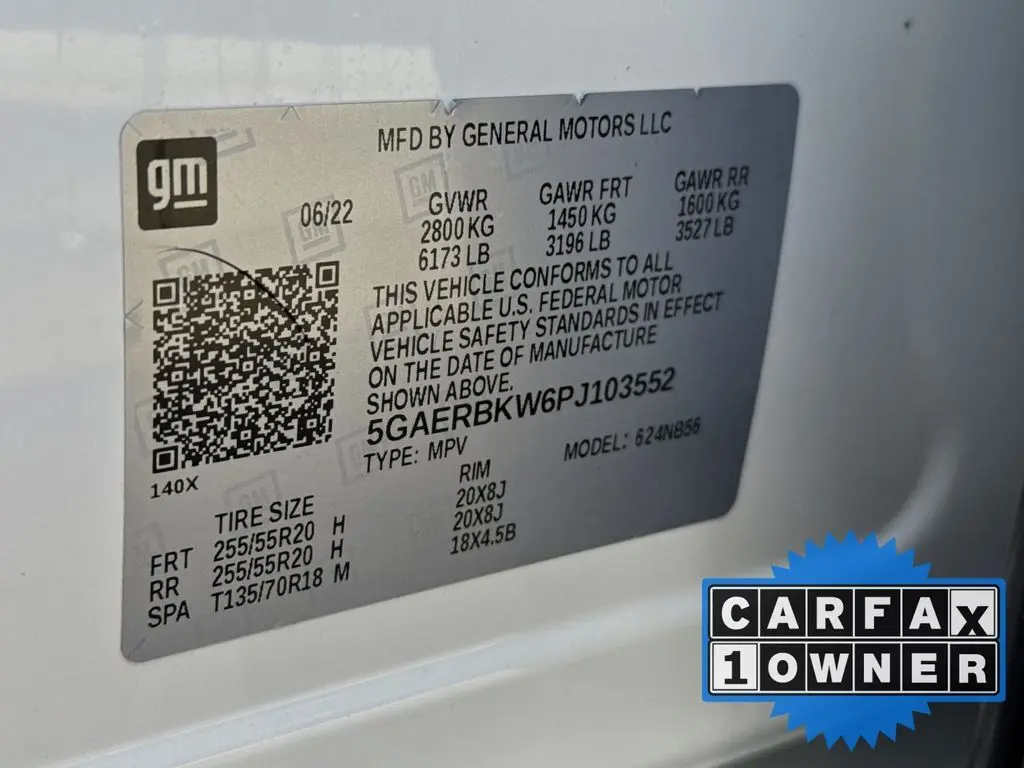 MFD BY GENERAL MOTORS LLC
gm
06/22
GVWR GAWR FRT GAWR RR
2800 KG 1450 KG 1600 KG
6173 LB 3196 LB 3527 LB
THIS VEHICLE CONFORMS TO ALL
APPLICABLE U.S. FEDERAL MOTOR
VEHICLE SAFETY STANDARDS IN EFFECT
ON THE DATE OF MANUFACTURE
SHOWN ABOVE.
5GAERBKW6PJ103552
TYPE: MPV MODEL: 624NB56
140X
TIRE SIZE RIM
FRT 255/55R20 H 20X8J
RR 255/55R20 H 20X8J
SPA T135/70R18 M 18X4.5B
CARFAX
1 OWNER